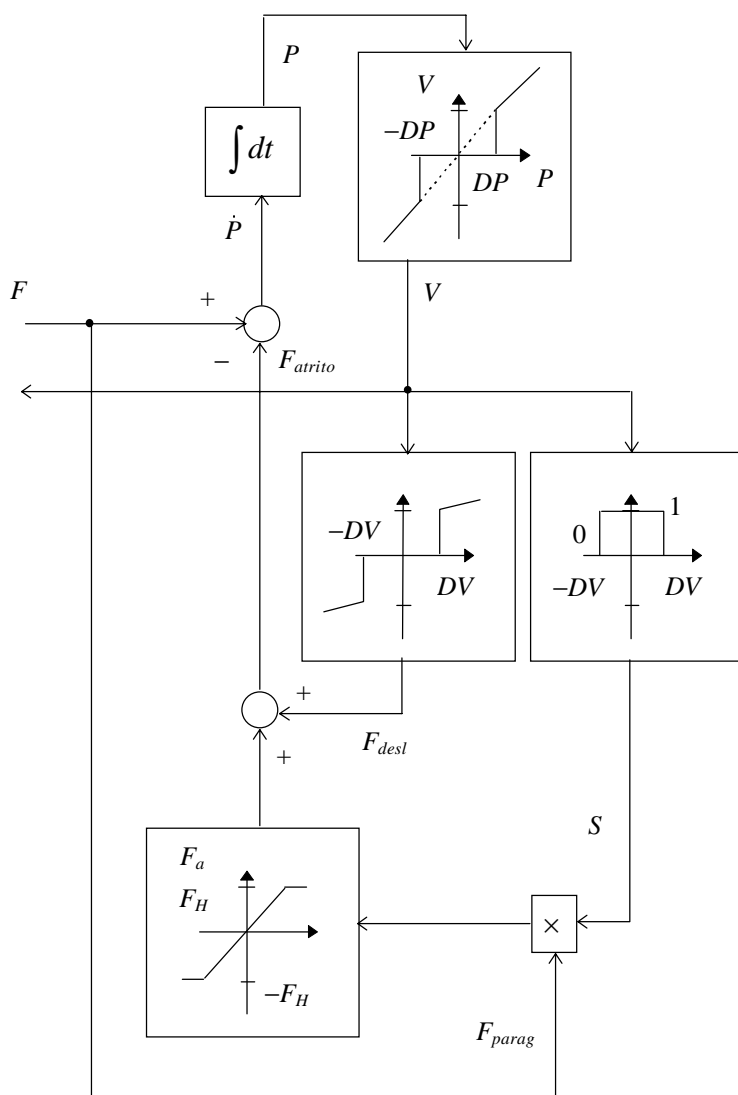 P
V
−DP
∫ dt
DP
P
Ṗ
F
+
V
−
F_atrito
−DV
1
0
DV
−DV
DV
+
F_desl
+
S
F_a
F_H
×
−F_H
F_parag